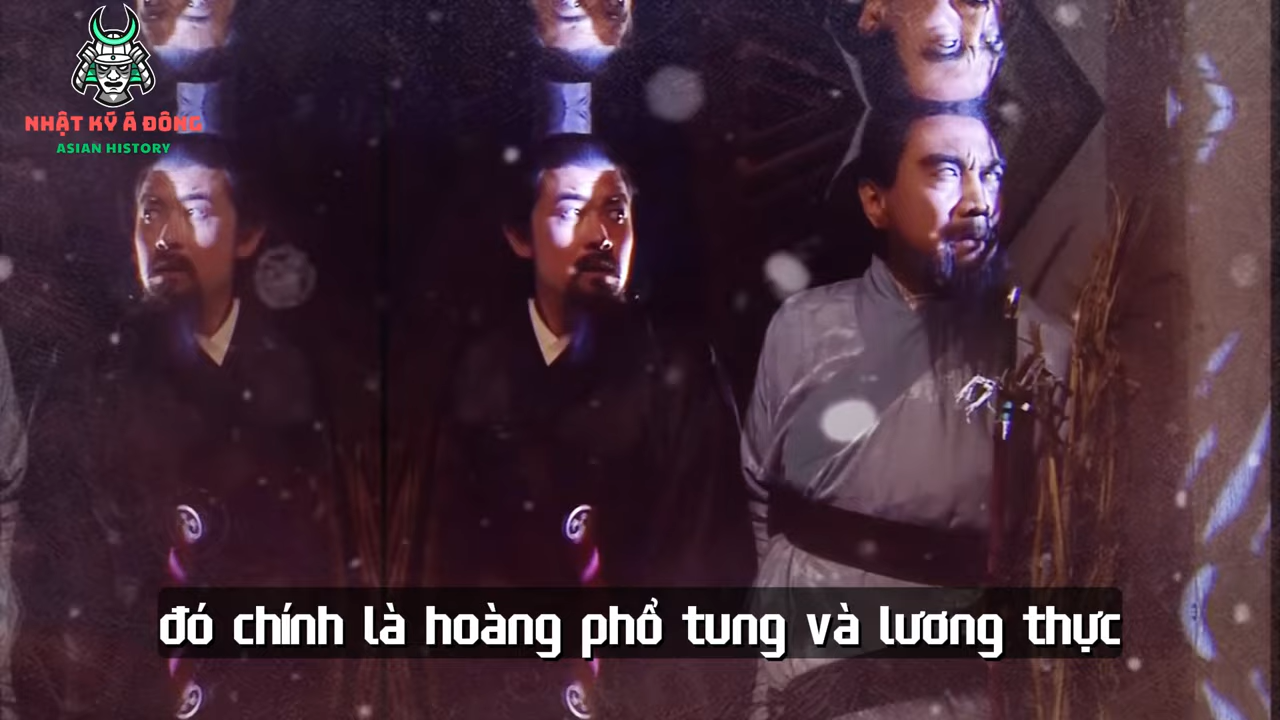 NHẬT KÝ Á ĐÔNG
ASIAN HISTORY
đó chính là hoàng phổ tung và lương thực